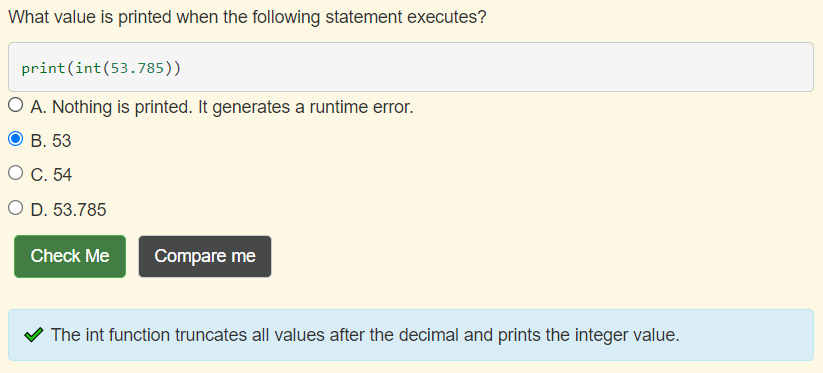 What value is printed when the following statement executes?
print(int(53.785))
A. Nothing is printed. It generates a runtime error.
B. 53
C. 54
D. 53.785
Check Me Compare me
The int function truncates all values after the decimal and prints the integer value.